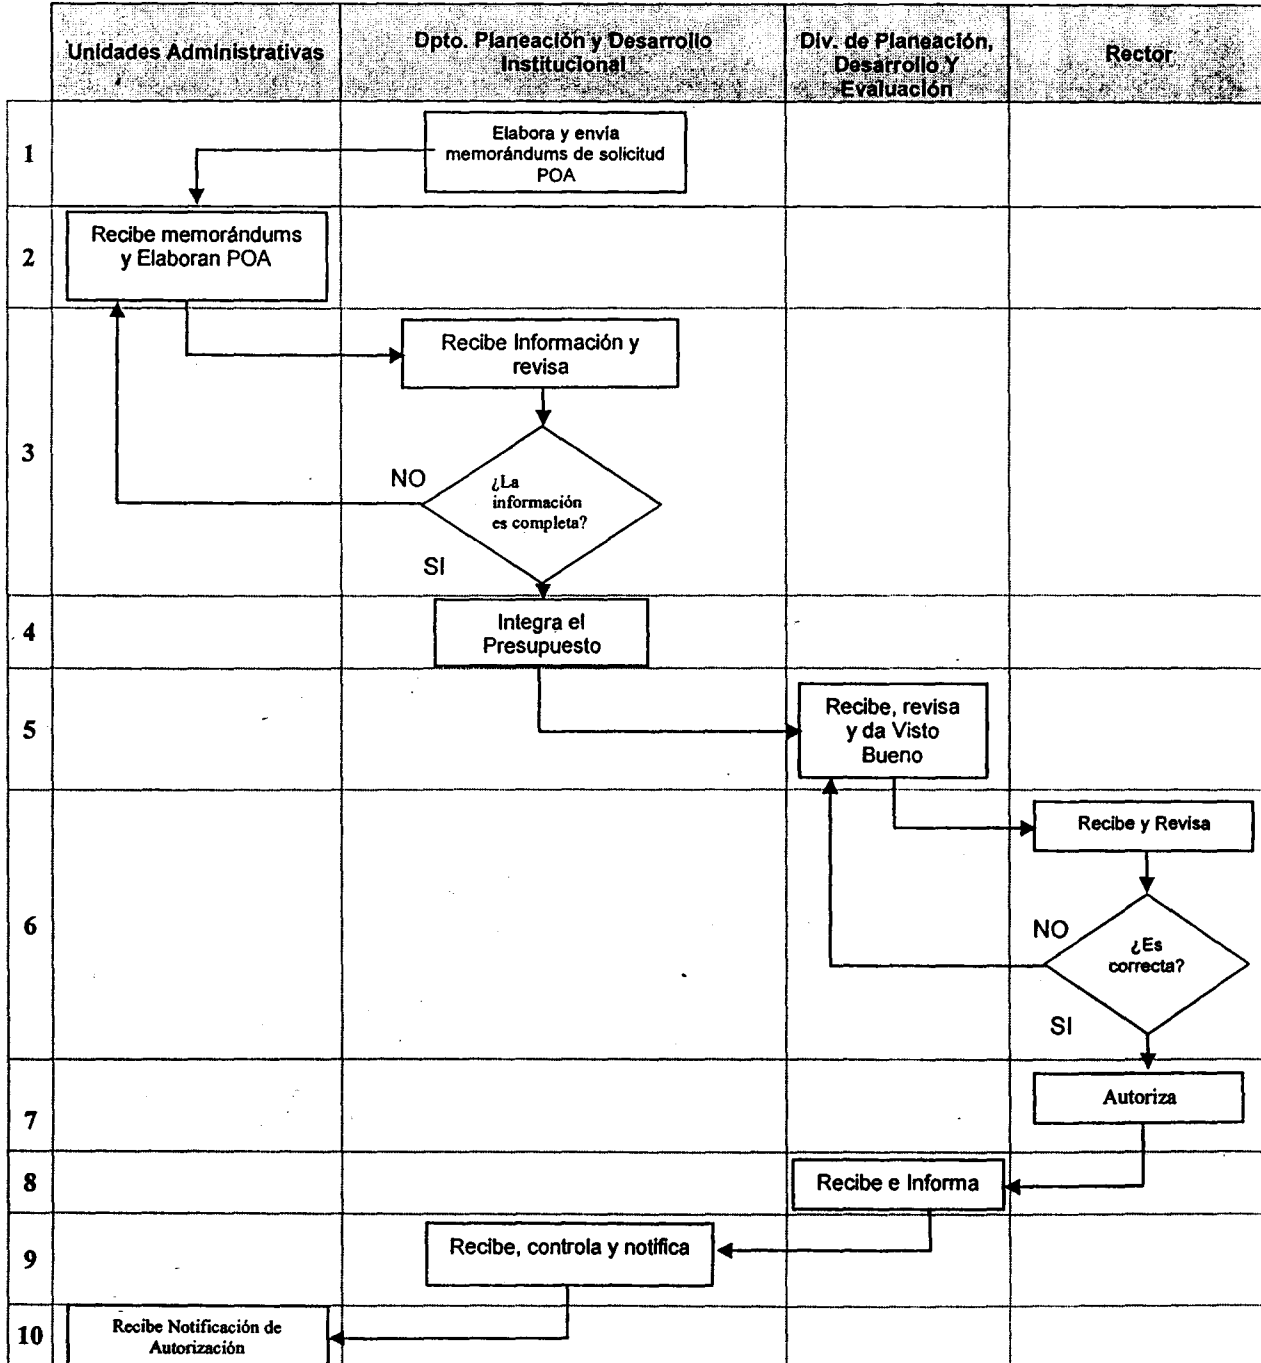 Unidades Administrativas
Dpto. Planeación y Desarrollo
Institucional
Div. de Planeación,
Desarrollo Y
Evaluación
Rector
1
Elabora y envía
memorándums de solicitud
POA
2
Recibe memorándums
y Elaboran POA
3
Recibe Información y
revisa
NO
¿La
información
es completa?
SI
4
Integra el
Presupuesto
5
Recibe, revisa
y da Visto
Bueno
6
Recibe y Revisa
NO
¿Es
correcta?
SI
7
Autoriza
8
Recibe e Informa
9
Recibe, controla y notifica
10
Recibe Notificación de
Autorización